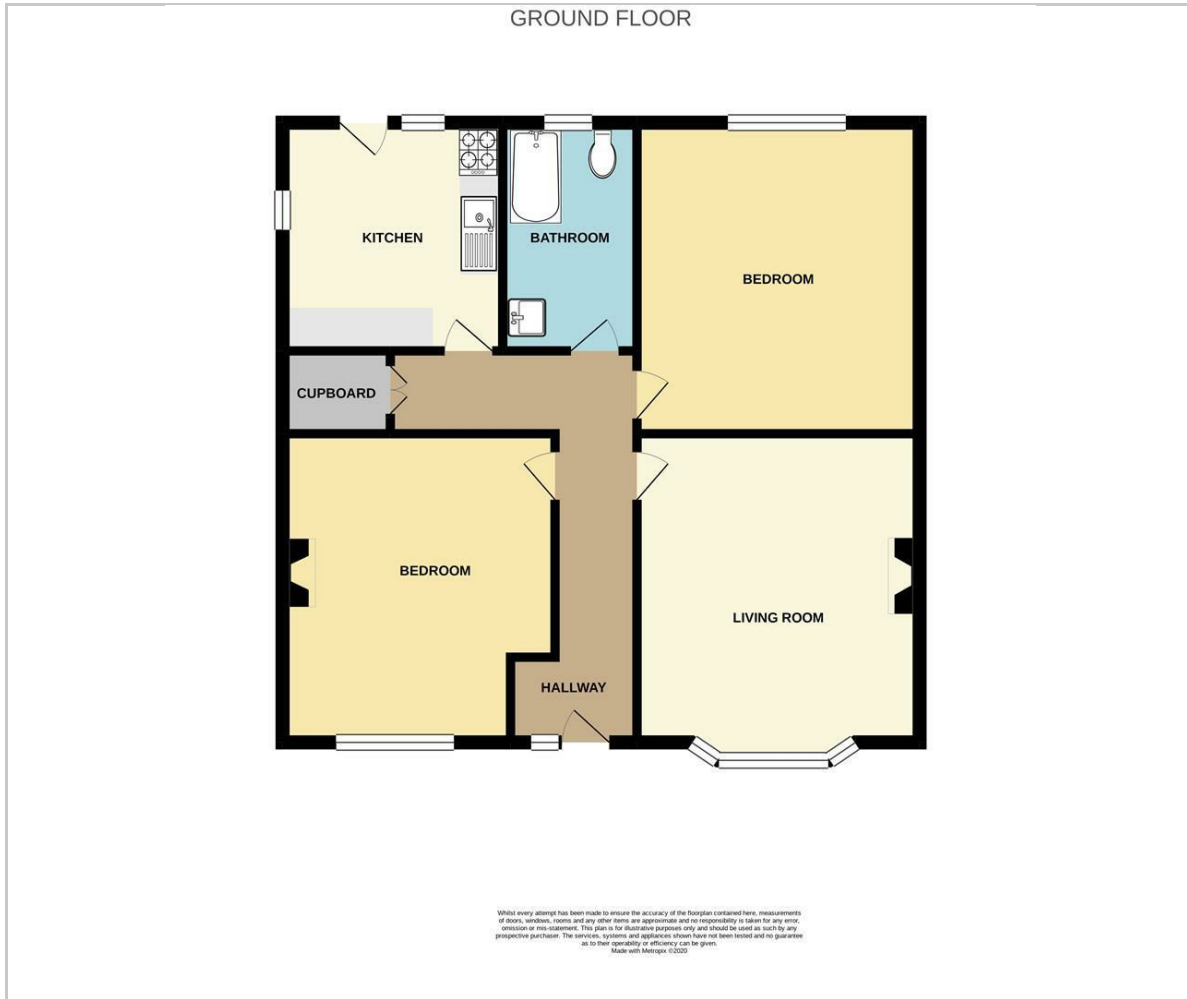 GROUND FLOOR
KITCHEN
BATHROOM
BEDROOM
CUPBOARD
BEDROOM
LIVING ROOM
HALLWAY
Whilst every attempt has been made to ensure the accuracy of the floorplan contained here, measurements
of doors, windows, rooms and any other items are approximate and no responsibility is taken for any error,
omission or mis-statement. This plan is for illustrative purposes only and should be used as such by any
prospective purchaser. The services, systems and appliances shown have not been tested and no guarantee
as to their operability or efficiency can be given.
Made with Metropix ©2020